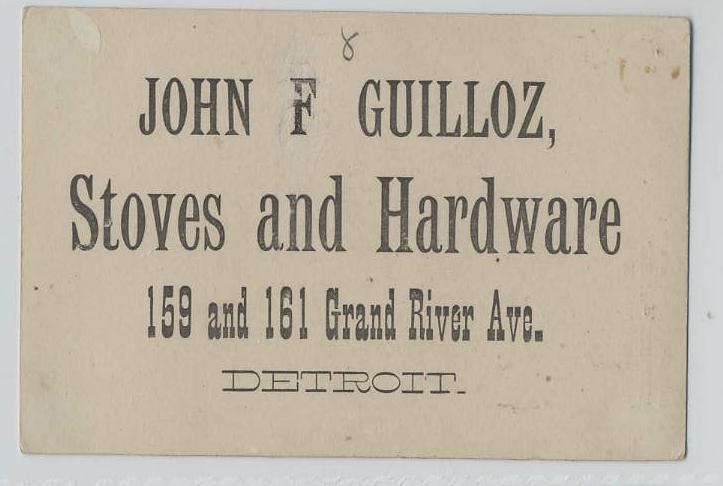 8
JOHN F GUILLOZ,
Stoves and Hardware
159 and 161 Grand River Ave.
DETROIT.